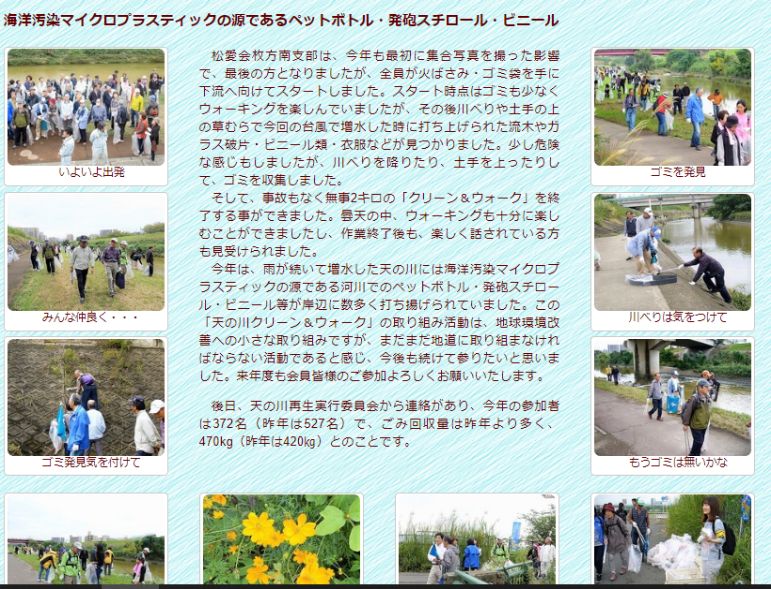 海洋汚染マイクロプラスティックの源であるペットボトル・発砲スチロール・ビニール
いよいよ出発
みんな仲良く・・・
ゴミ発見気を付けて
　松愛会枚方南支部は、今年も最初に集合写真を撮った影響
で、最後の方となりましたが、全員が火ばさみ・ゴミ袋を手に
下流へ向けてスタートしました。スタート時点はゴミも少なく
ウォーキングを楽しんでいましたが、その後川べりや土手の上
の草むらで今回の台風で増水した時に打ち上げられた流木やガ
ラス破片・ビニール類・衣服などが見つかりました。少し危険
な感じもしましたが、川べりを降りたり、土手を上ったりし
て、ゴミを収集しました。
　そして、事故もなく無事2キロの「クリーン＆ウォーク」を終
了する事ができました。曇天の中、ウォーキングも十分に楽し
むことができましたし、作業終了後も、楽しく話されている方
も見受けられました。
　今年は、雨が続いて増水した天の川には海洋汚染マイクロプ
ラスティックの源である河川でのペットボトル・発砲スチロー
ル・ビニール等が岸辺に数多く打ち揚げられていました。この
「天の川クリーン＆ウォーク」の取り組み活動は、地球環境改
善への小さな取り組みですが、まだまだ地道に取り組まなけれ
ばならない活動であると感じ、今後も続けて参りたいと思いま
した。来年度も会員皆様のご参加よろしくお願いいたします。
　後日、天の川再生実行委員会から連絡があり、今年の参加者
は372名（昨年は527名）で、ごみ回収量は昨年より多く、
470kg（昨年は420㎏）とのことです。
ゴミを発見
川べりは気をつけて
もうゴミは無いかな